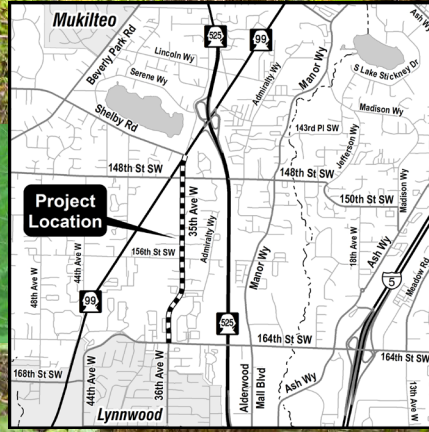 Mukilteo
525
99
Ash Wy
Beverly Park Rd
Lincoln Wy
Serene Wy
Admiralty Wy
Manor Wy
S Lake Stickney Dr
Shelby Rd
Madison Wy
143rd Pl SW
Jefferson Wy
148th St SW
148th St SW
150th St SW
Madison Wy
Project
Location
35th Ave W
Admiralty Wy
156th St SW
18th Ave W
Ash Wy
48th Ave W
44th Ave W
Manor Wy
5
Meadow Rd
99
525
164th St SW
164th St SW
168th St SW
44th Ave W
36th Ave W
Alderwood
Mall Blvd
Ash Wy
13th Ave W
Lynnwood